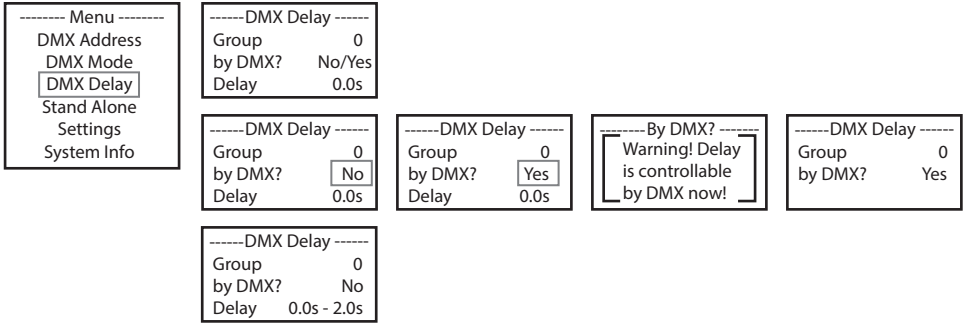 -------- Menu --------
DMX Address
DMX Mode
DMX Delay
Stand Alone
Settings
System Info
------DMX Delay ------
Group 0
by DMX? No/Yes
Delay 0.0s
------DMX Delay ------
Group 0
by DMX? No
Delay 0.0s
------DMX Delay ------
Group 0
by DMX? Yes
Delay 0.0s
--------By DMX? -------
Warning! Delay
is controllable
by DMX now!
------DMX Delay ------
Group 0
by DMX? Yes
------DMX Delay ------
Group 0
by DMX? No
Delay 0.0s - 2.0s